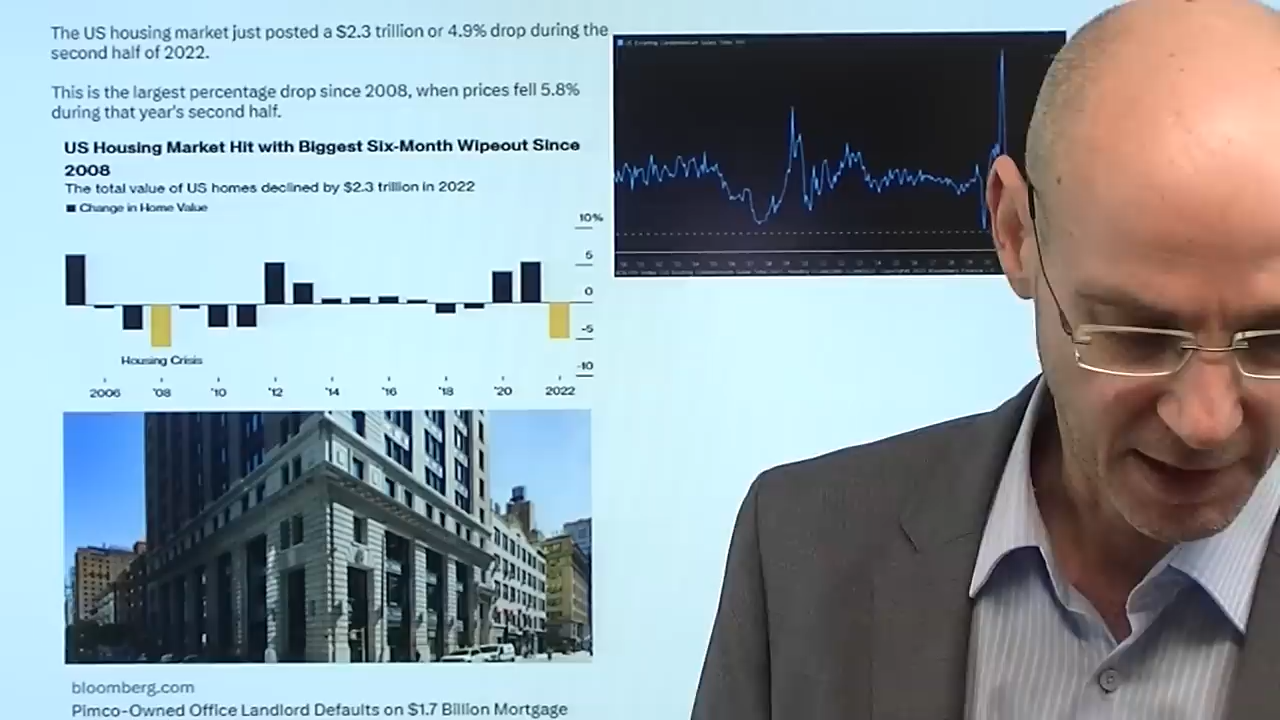 The US housing market just posted a $2.3 trillion or 4.9% drop during the
second half of 2022.
This is the largest percentage drop since 2008, when prices fell 5.8%
during that year's second half.
US Housing Market Hit with Biggest Six-Month Wipeout Since
2008
The total value of US homes declined by $2.3 trillion in 2022
Change in Home Value
10%
5
0
-5
-10
Housing Crisis
2006 '08 '10 '12 '14 '16 '18 '20 2022
bloomberg.com
Pimco-Owned Office Landlord Defaults on $1.7 Billion Mortgage